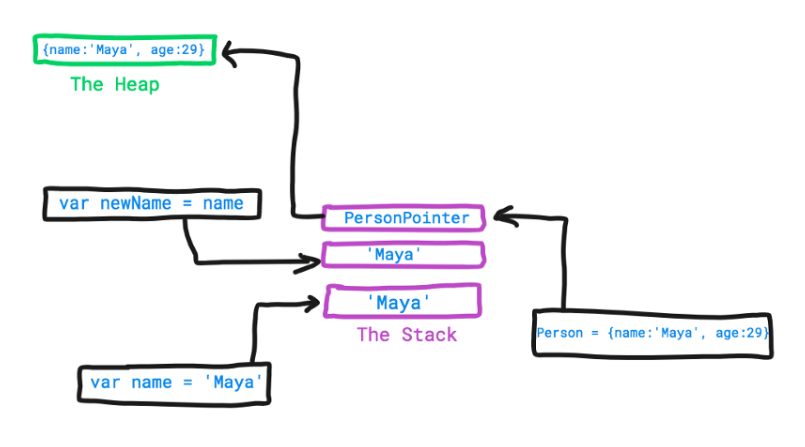 {name:'Maya', age:29}
The Heap
var newName = name
PersonPointer
'Maya'
'Maya'
The Stack
Person = {name:'Maya', age:29}
var name = 'Maya'